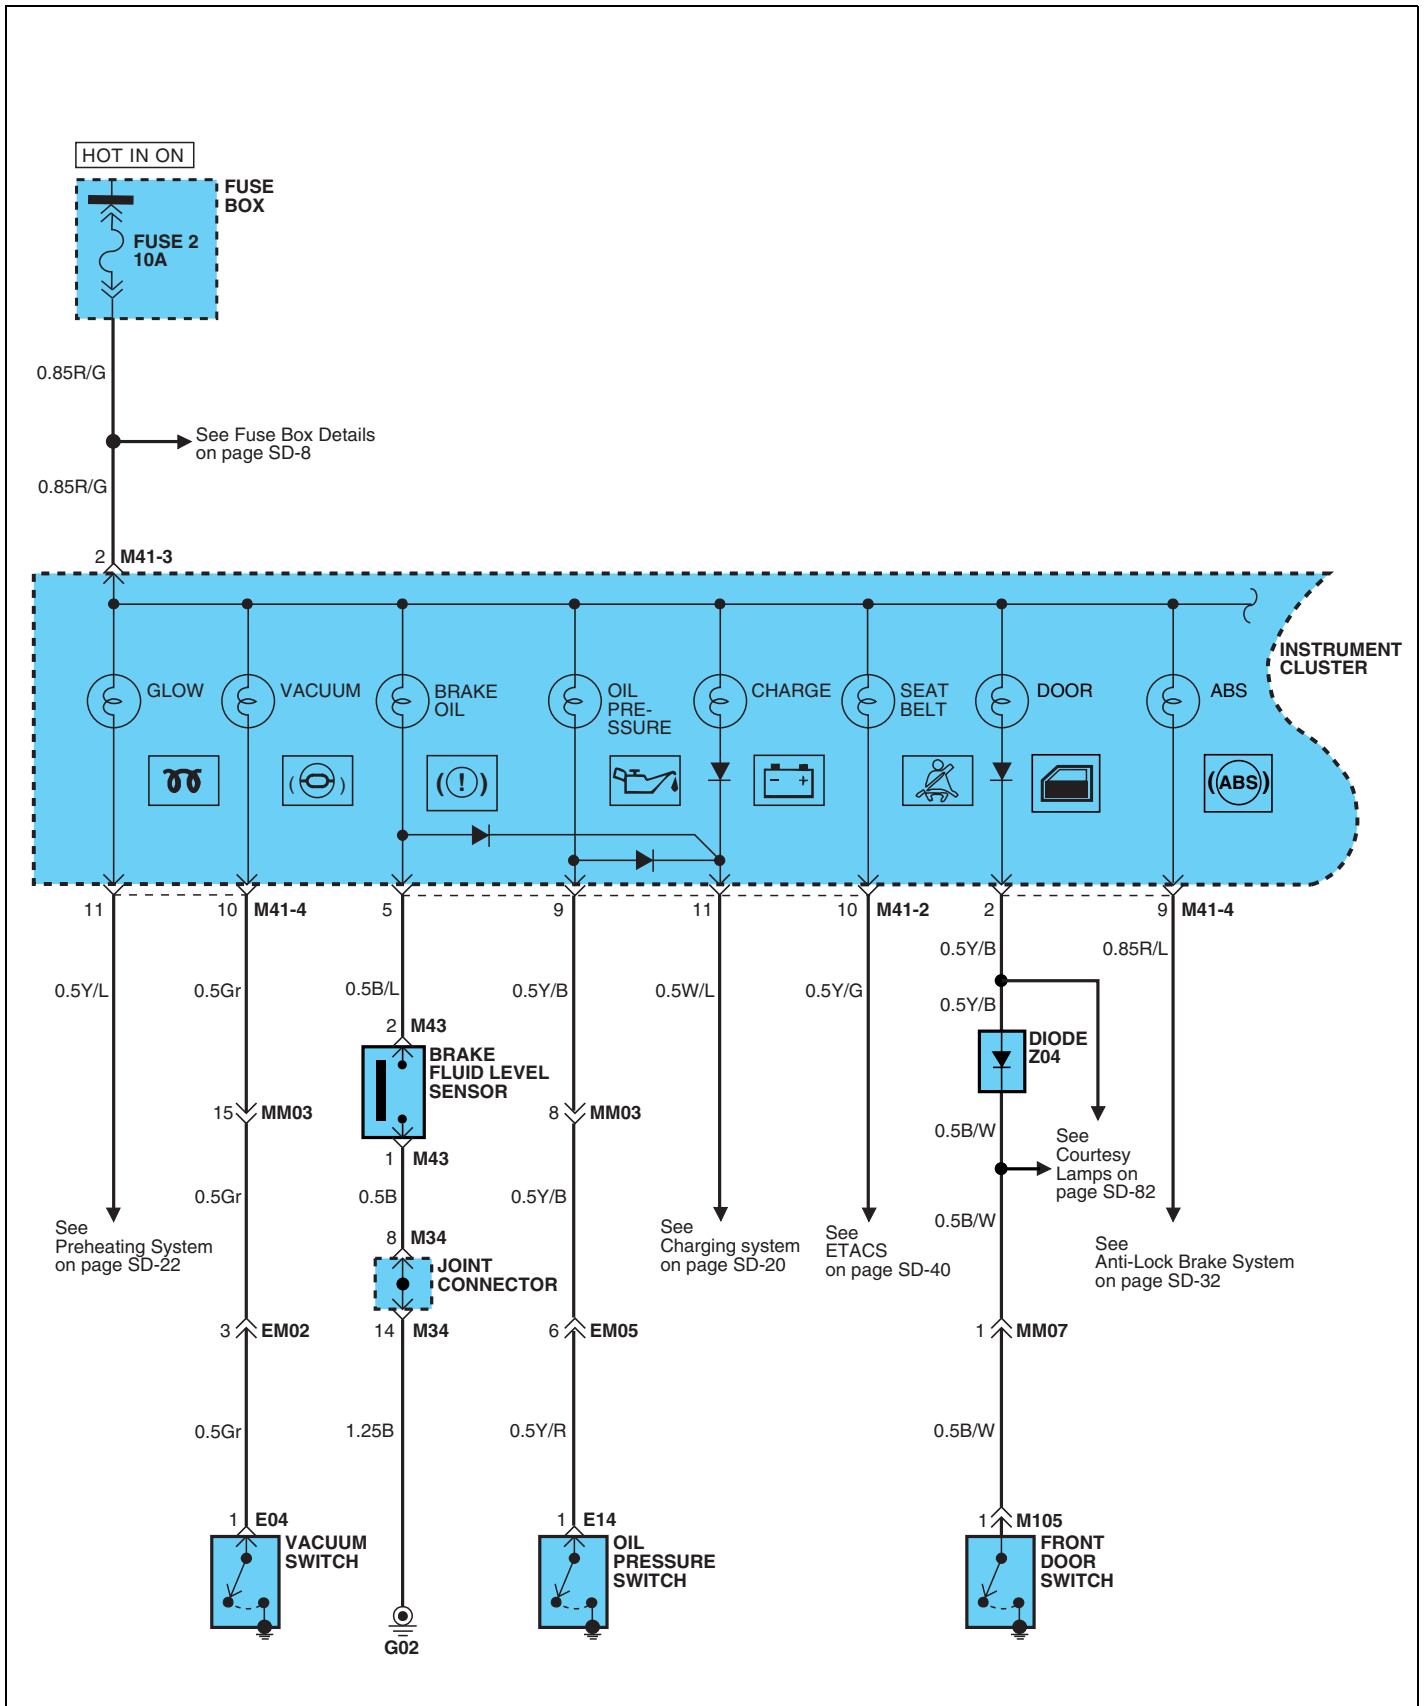 HOT IN ON
FUSE
BOX
FUSE 2
10A
0.85R/G
See Fuse Box Details
on page SD-8
0.85R/G
2 M41-3
INSTRUMENT
CLUSTER
GLOW
VACUUM
BRAKE
OIL
OIL
PRE-
SSURE
CHARGE
SEAT
BELT
DOOR
ABS
(!)
- +
(ABS)
11
10 M41-4
5
9
11
10 M41-2
2
9 M41-4
0.5Y/B
0.85R/L
0.5Y/L
0.5Gr
0.5B/L
0.5Y/B
0.5W/L
0.5Y/G
0.5Y/B
2 M43
BRAKE
FLUID LEVEL
SENSOR
DIODE
Z04
15 MM03
8 MM03
0.5B/W
1 M43
See
Courtesy
Lamps on
page SD-82
0.5Gr
0.5B
0.5Y/B
0.5B/W
See
Preheating System
on page SD-22
8 M34
JOINT
CONNECTOR
See
Charging system
on page SD-20
See
ETACS
on page SD-40
See
Anti-Lock Brake System
on page SD-32
3 EM02
14 M34
6 EM05
1 MM07
0.5Gr
1.25B
0.5Y/R
0.5B/W
1 E04
VACUUM
SWITCH
1 E14
OIL
PRESSURE
SWITCH
1 M105
FRONT
DOOR
SWITCH
G02